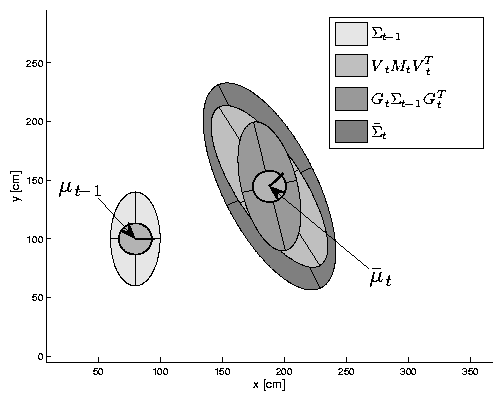 Σ_{t-1}
V_t M_t V_t^T
G_t Σ_{t-1} G_t^T
Σ̄_t
μ_{t-1}
μ̄_t
y [cm]
250
200
150
100
50
0
50
100
150
200
250
300
350
x [cm]